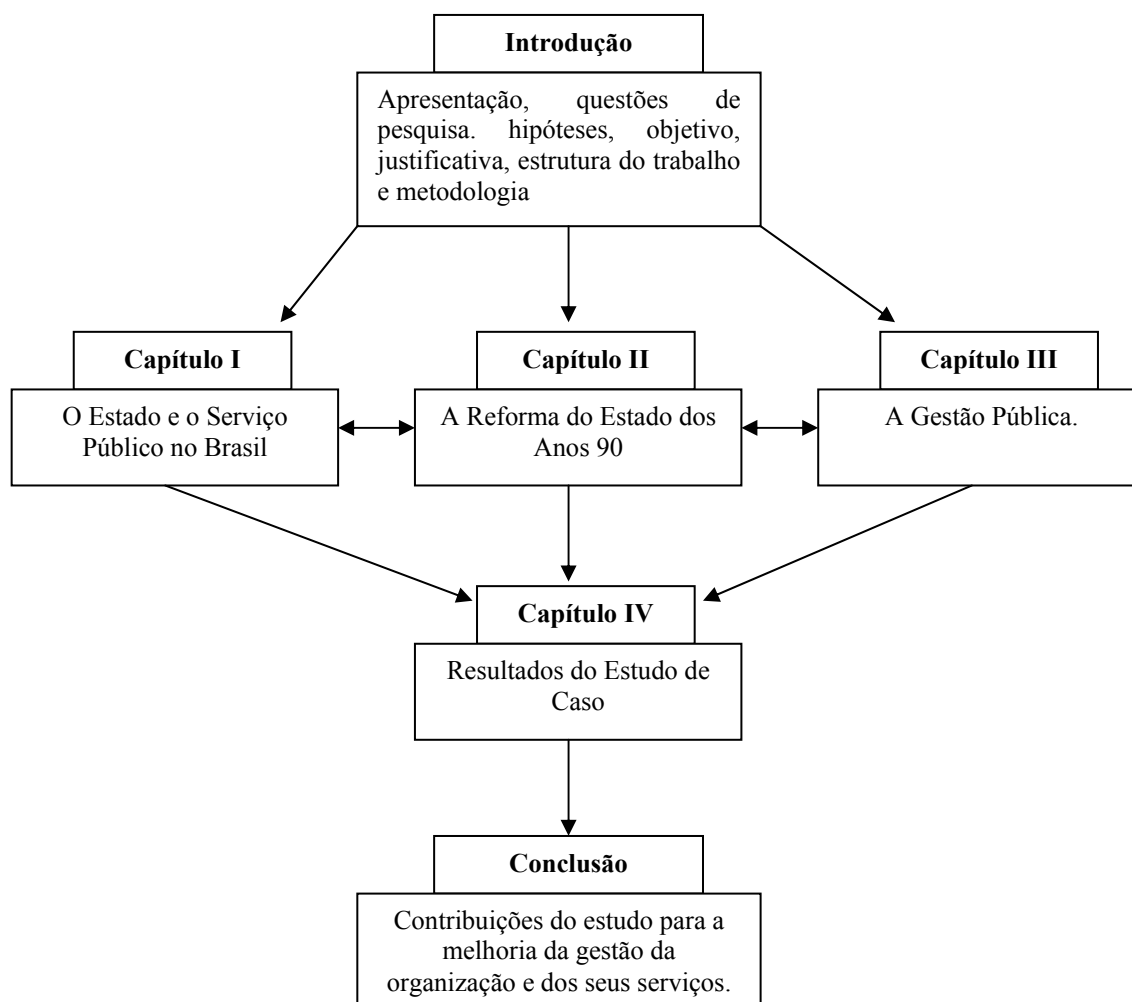 Introdução
Apresentação, questões de
pesquisa. hipóteses, objetivo,
justificativa, estrutura do trabalho
e metodologia
Capítulo I
O Estado e o Serviço
Público no Brasil
Capítulo II
A Reforma do Estado dos
Anos 90
Capítulo III
A Gestão Pública.
Capítulo IV
Resultados do Estudo de
Caso
Conclusão
Contribuições do estudo para a
melhoria da gestão da
organização e dos seus serviços.